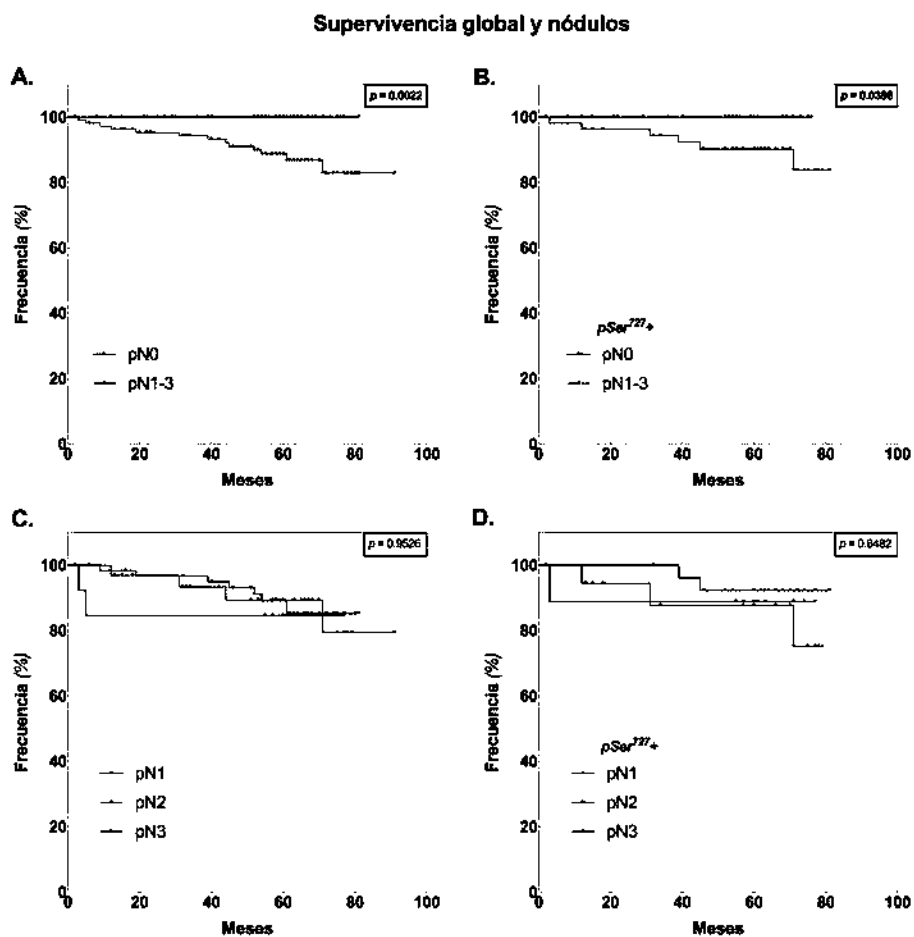 Supervivencia global y nódulos
A.
p = 0.0022
Frecuencia (%)
100
80
60
40
20
0
pN0
pN1-3
0 20 40 60 80 100
Meses
B.
p = 0.0386
Frecuencia (%)
100
80
60
40
20
0
pSer727+
pN0
pN1-3
0 20 40 60 80 100
Meses
C.
p = 0.9526
Frecuencia (%)
100
80
60
40
20
0
pN1
pN2
pN3
0 20 40 60 80 100
Meses
D.
Frecuencia (%)
100
80
60
40
20
0
pSer727+
pN1
pN2
pN3
0 20 40 60 80 100
Meses